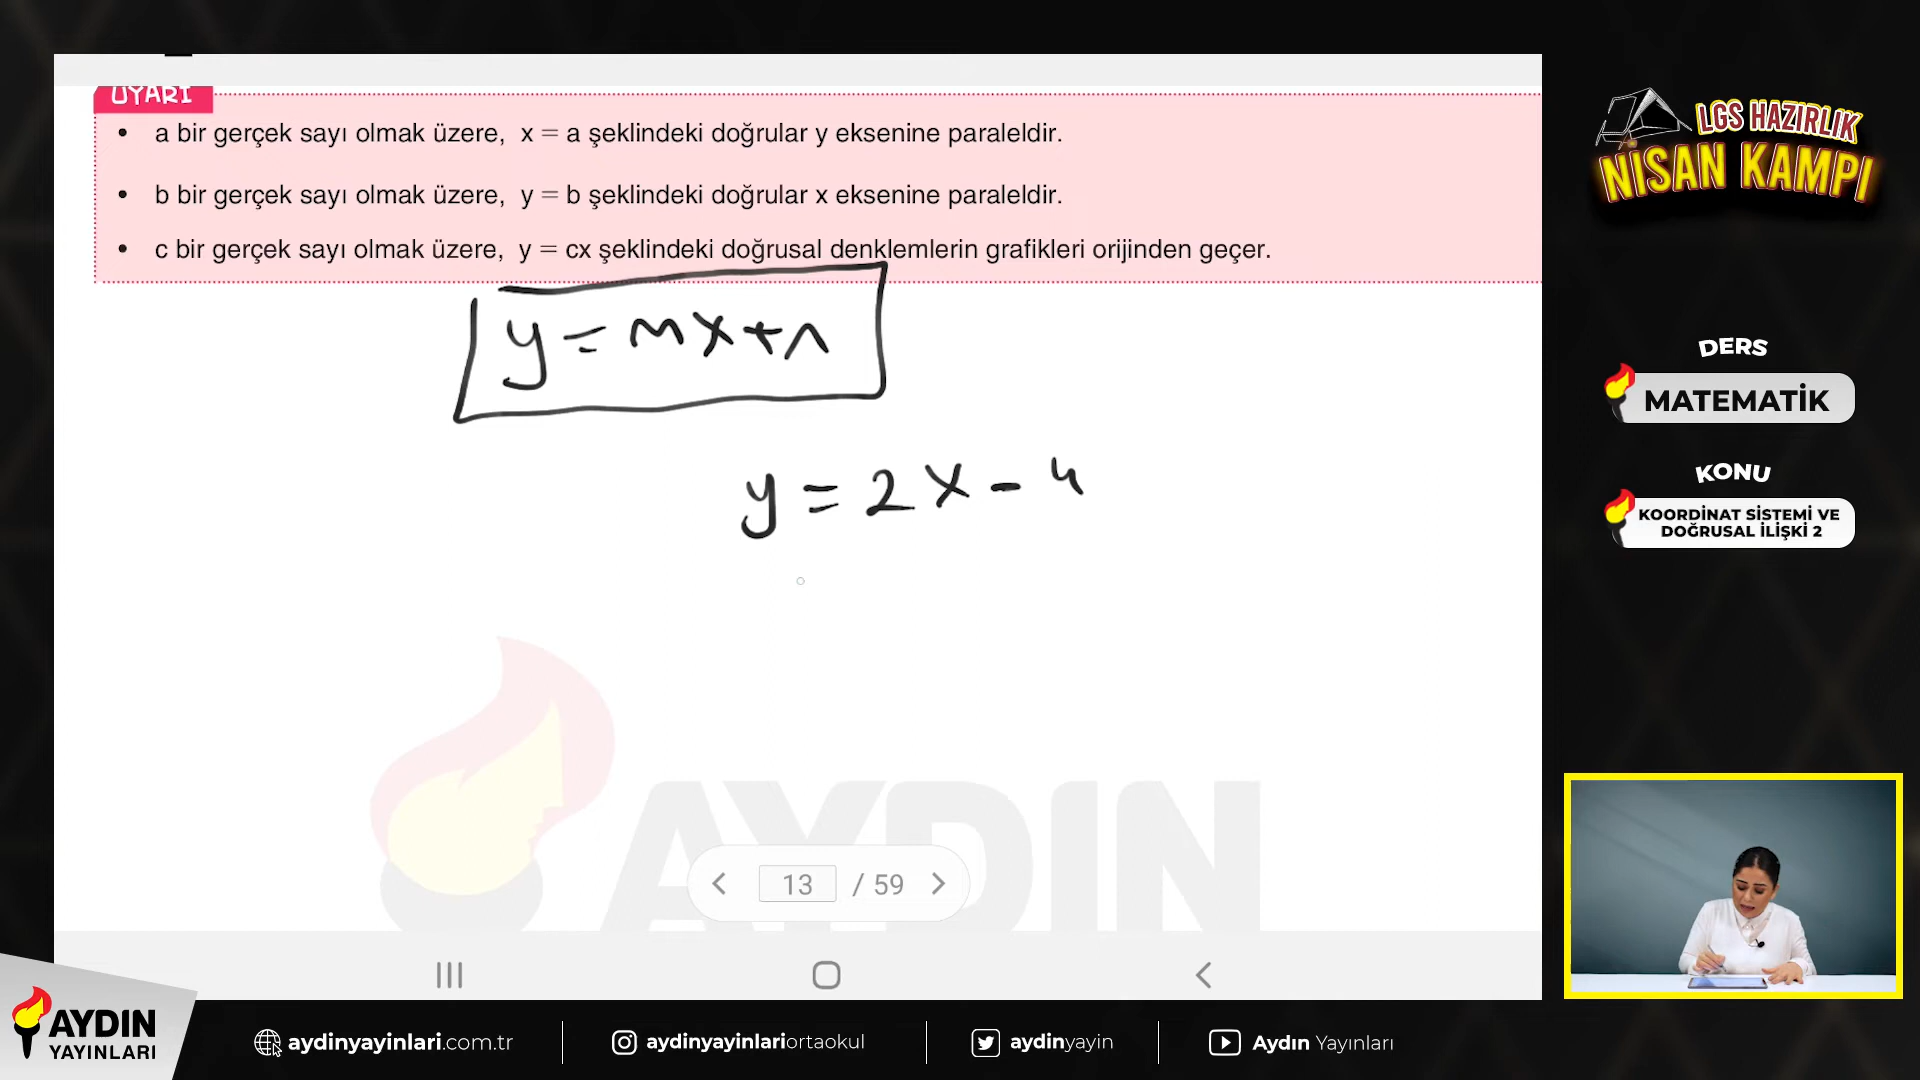 UYARI
• a bir gerçek sayı olmak üzere, x = a şeklindeki doğrular y eksenine paraleldir.
• b bir gerçek sayı olmak üzere, y = b şeklindeki doğrular x eksenine paraleldir.
• c bir gerçek sayı olmak üzere, y = cx şeklindeki doğrusal denklemlerin grafikleri orijinden geçer.
y = mx + n
y = 2x - 4
AYDIN
13 / 59
LGS HAZIRLIK
NİSAN KAMPI
DERS
MATEMATİK
KONU
KOORDİNAT SİSTEMİ VE
DOĞRUSAL İLİŞKİ 2
AYDIN
YAYINLARI
aydinyayinlari.com.tr
aydinyayinlariortaokul
aydinyayin
Aydın Yayınları